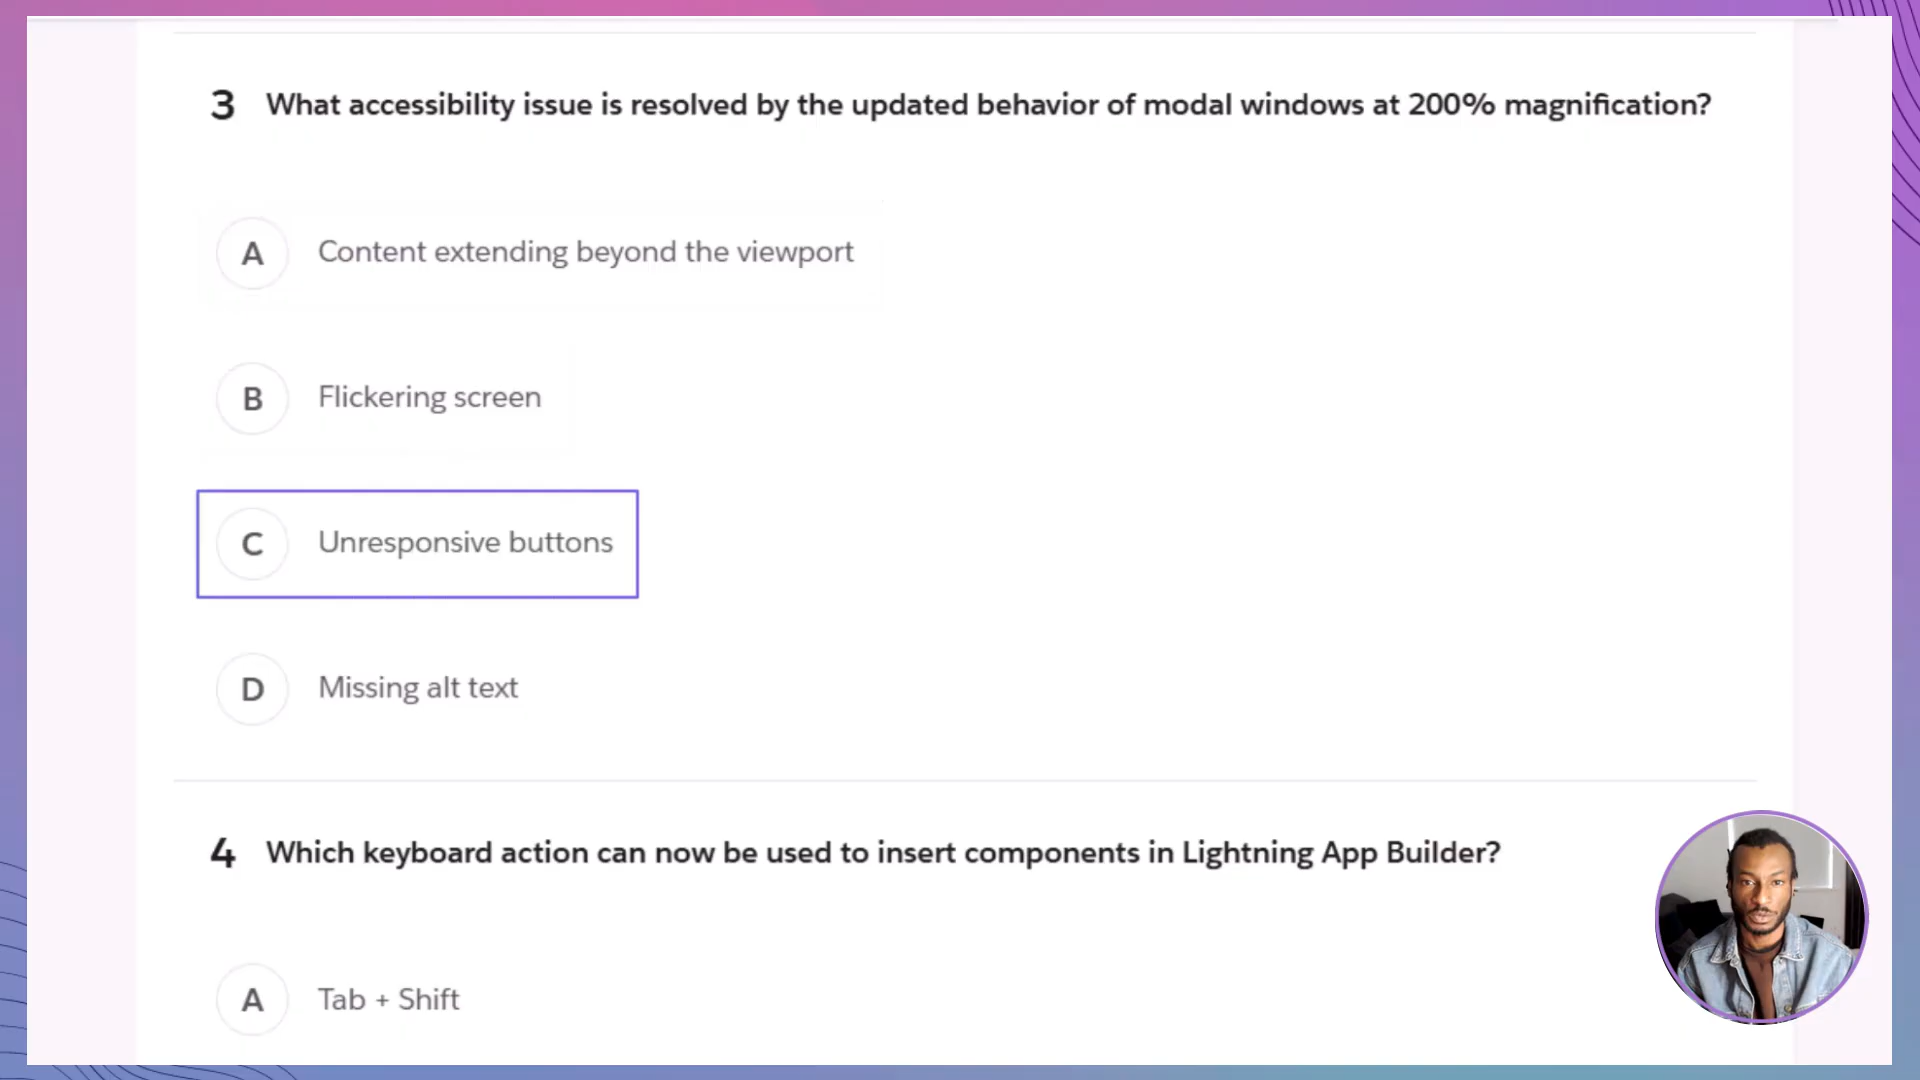 3 What accessibility issue is resolved by the updated behavior of modal windows at 200% magnification?
A Content extending beyond the viewport
B Flickering screen
C Unresponsive buttons
D Missing alt text
4 Which keyboard action can now be used to insert components in Lightning App Builder?
A Tab + Shift